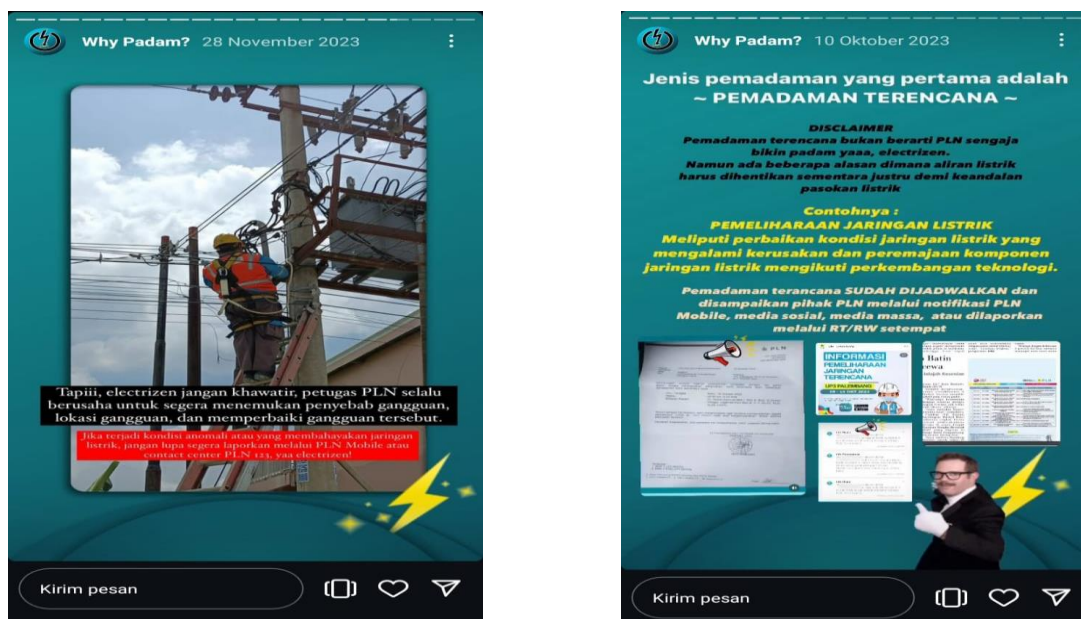 Why Padam? 28 November 2023
Tapiii, electrizen jangan khawatir, petugas PLN selalu
berusaha untuk segera menemukan penyebab gangguan,
lokasi gangguan, dan memperbaiki gangguan tersebut.
Jika terjadi kondisi anomali atau yang membahayakan jaringan
listrik, jangan lupa segera laporkan melalui PLN Mobile atau
contact center PLN 123, yaa electrizen!
Kirim pesan
Why Padam? 10 Oktober 2023
Jenis pemadaman yang pertama adalah
~ PEMADAMAN TERENCANA ~
DISCLAIMER
Pemadaman terencana bukan berarti PLN sengaja
bikin padam yaaa, electrizen.
Namun ada beberapa alasan dimana aliran listrik
harus dihentikan sementara justru demi keandalan
pasokan listrik
Contohnya :
PEMELIHARAAN JARINGAN LISTRIK
Meliputi perbaikan kondisi jaringan listrik yang
mengalami kerusakan dan peremajaan komponen
jaringan listrik mengikuti perkembangan teknologi.
Pemadaman terancana SUDAH DIJADWALKAN dan
disampaikan pihak PLN melalui notifikasi PLN
Mobile, media sosial, media massa, atau dilaporkan
melalui RT/RW setempat
PLN
INFORMASI
PEMELIHARAAN
JARINGAN
TERENCANA
UP3 PALEMBANG
Batin
Kirim pesan